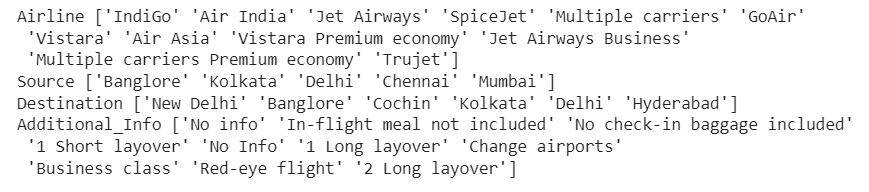 Airline ['IndiGo' 'Air India' 'Jet Airways' 'SpiceJet' 'Multiple carriers' 'GoAir'
'Vistara' 'Air Asia' 'Vistara Premium economy' 'Jet Airways Business'
'Multiple carriers Premium economy' 'Trujet']
Source ['Banglore' 'Kolkata' 'Delhi' 'Chennai' 'Mumbai']
Destination ['New Delhi' 'Banglore' 'Cochin' 'Kolkata' 'Delhi' 'Hyderabad']
Additional_Info ['No info' 'In-flight meal not included' 'No check-in baggage included'
'1 Short layover' 'No Info' '1 Long layover' 'Change airports'
'Business class' 'Red-eye flight' '2 Long layover']